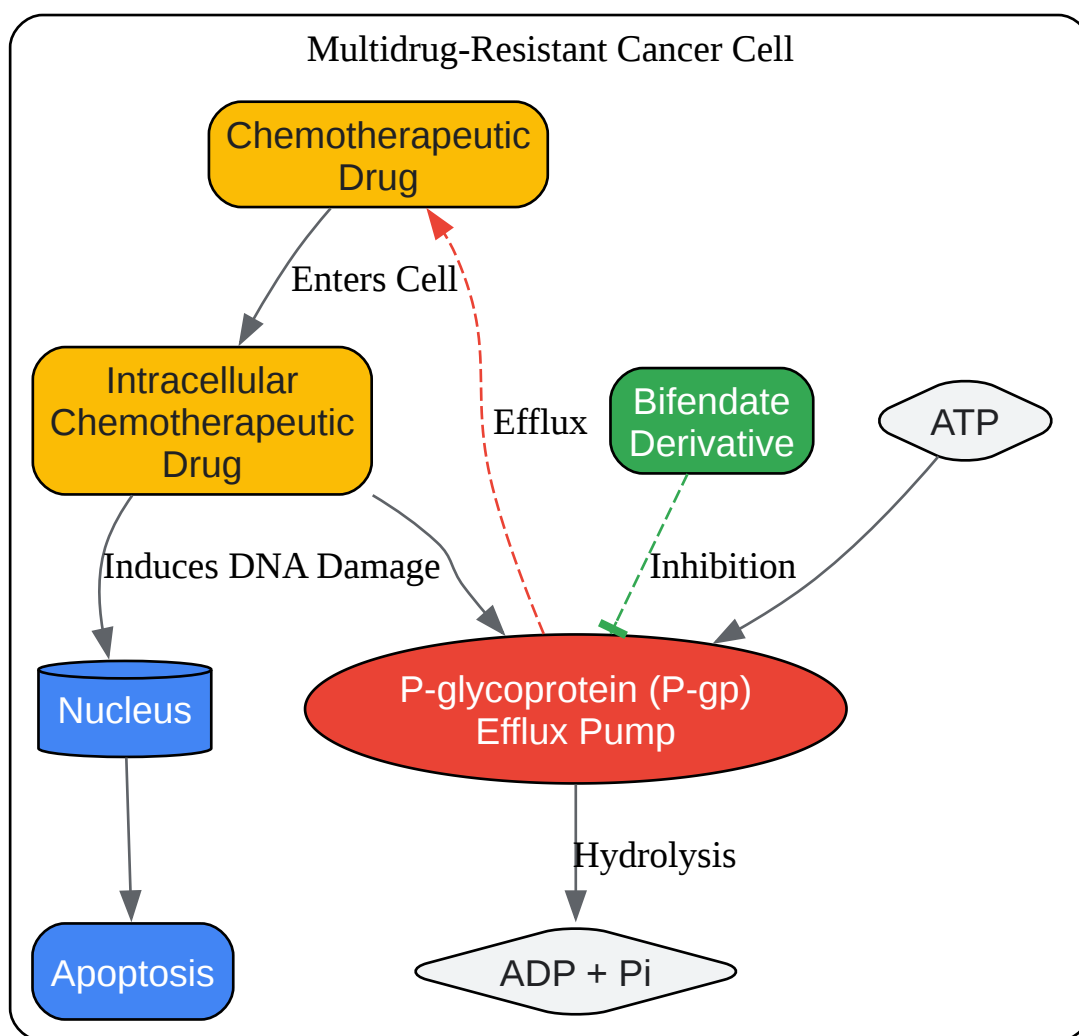 Multidrug-Resistant Cancer Cell
Chemotherapeutic
Drug
Enters Cell
Intracellular
Chemotherapeutic
Drug
Efflux
Bifendate
Derivative
ATP
Induces DNA Damage
Inhibition
Nucleus
P-glycoprotein (P-gp)
Efflux Pump
Hydrolysis
Apoptosis
ADP + Pi